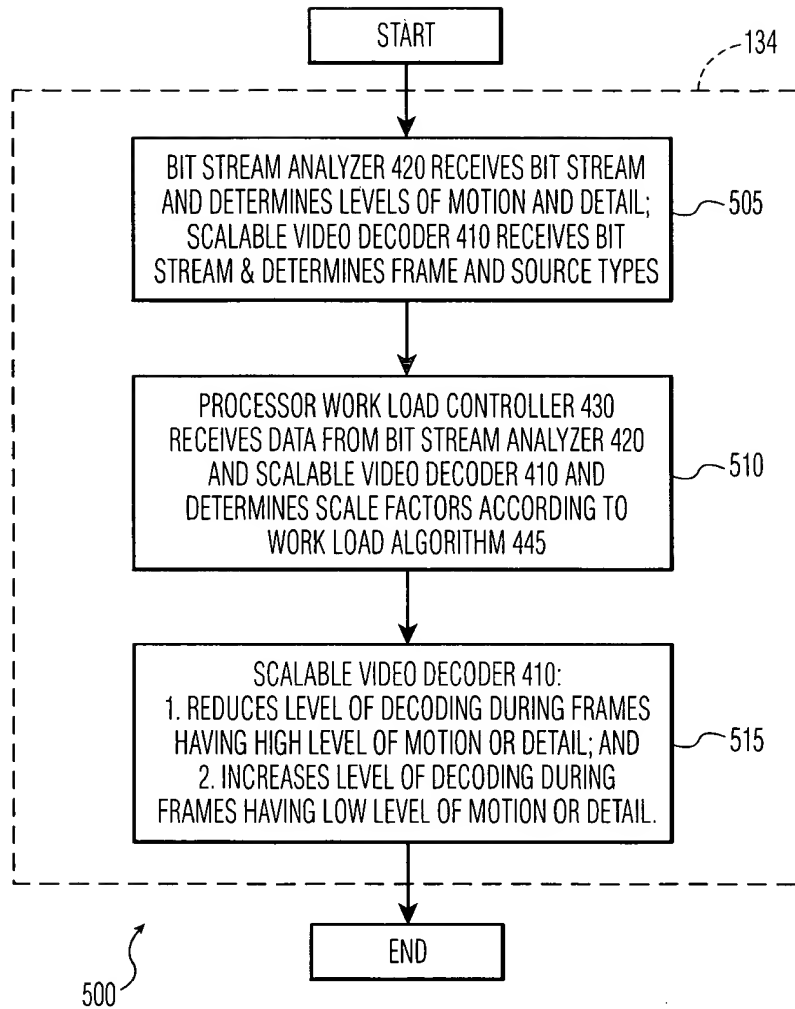 START
134
BIT STREAM ANALYZER 420 RECEIVES BIT STREAM
AND DETERMINES LEVELS OF MOTION AND DETAIL;
SCALABLE VIDEO DECODER 410 RECEIVES BIT
STREAM & DETERMINES FRAME AND SOURCE TYPES
505
PROCESSOR WORK LOAD CONTROLLER 430
RECEIVES DATA FROM BIT STREAM ANALYZER 420
AND SCALABLE VIDEO DECODER 410 AND
DETERMINES SCALE FACTORS ACCORDING TO
WORK LOAD ALGORITHM 445
510
SCALABLE VIDEO DECODER 410:
1. REDUCES LEVEL OF DECODING DURING FRAMES
HAVING HIGH LEVEL OF MOTION OR DETAIL; AND
2. INCREASES LEVEL OF DECODING DURING
FRAMES HAVING LOW LEVEL OF MOTION OR DETAIL.
515
END
500